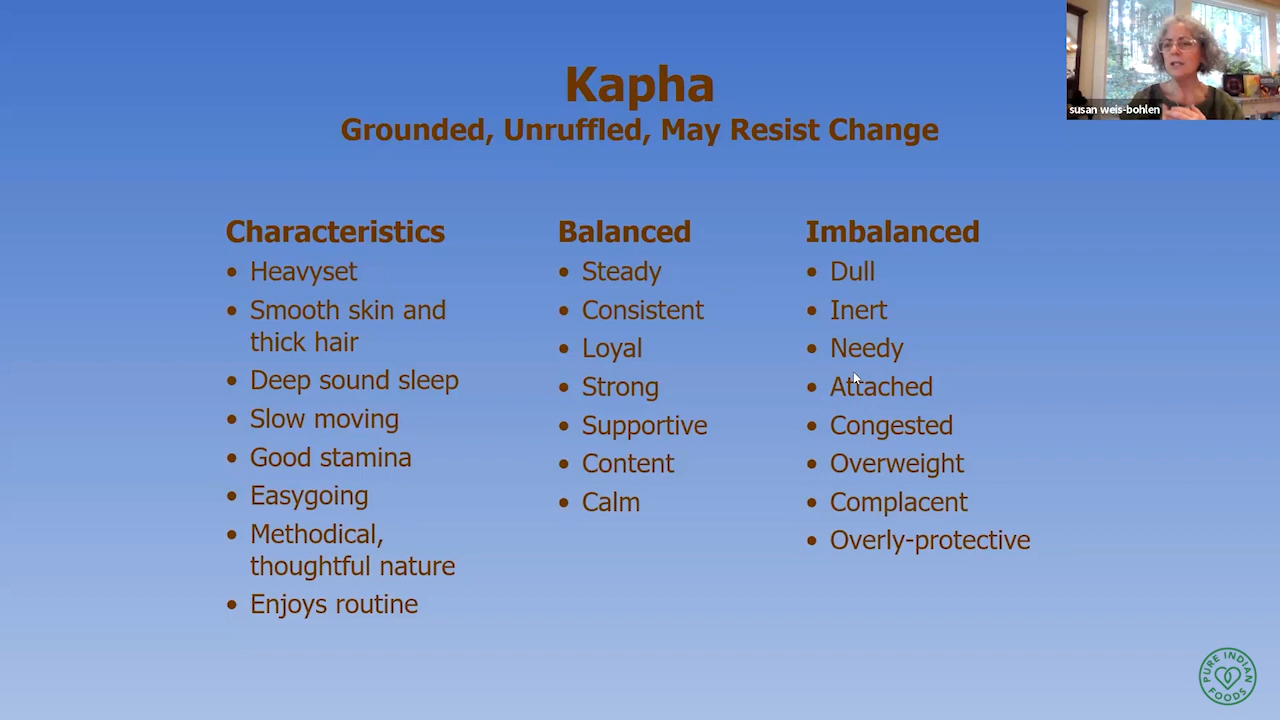 Kapha
Grounded, Unruffled, May Resist Change
susan weis-bohlen
Characteristics
• Heavyset
• Smooth skin and
thick hair
• Deep sound sleep
• Slow moving
• Good stamina
• Easygoing
• Methodical,
thoughtful nature
• Enjoys routine
Balanced
• Steady
• Consistent
• Loyal
• Strong
• Supportive
• Content
• Calm
Imbalanced
• Dull
• Inert
• Needy
• Attached
• Congested
• Overweight
• Complacent
• Overly-protective
PURE INDIAN
FOODS